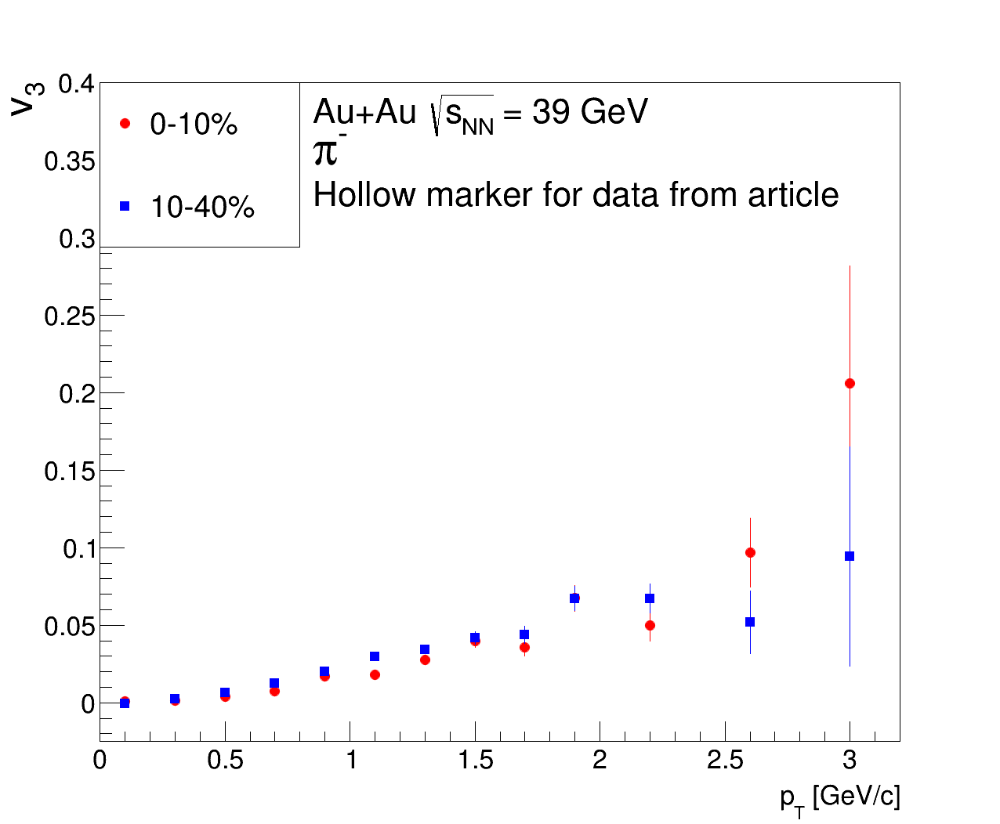 v3
0.4
0.35
0.3
0.25
0.2
0.15
0.1
0.05
0
0-10%
10-40%
Au+Au √sNN = 39 GeV
π-
Hollow marker for data from article
0 0.5 1 1.5 2 2.5 3
pT [GeV/c]